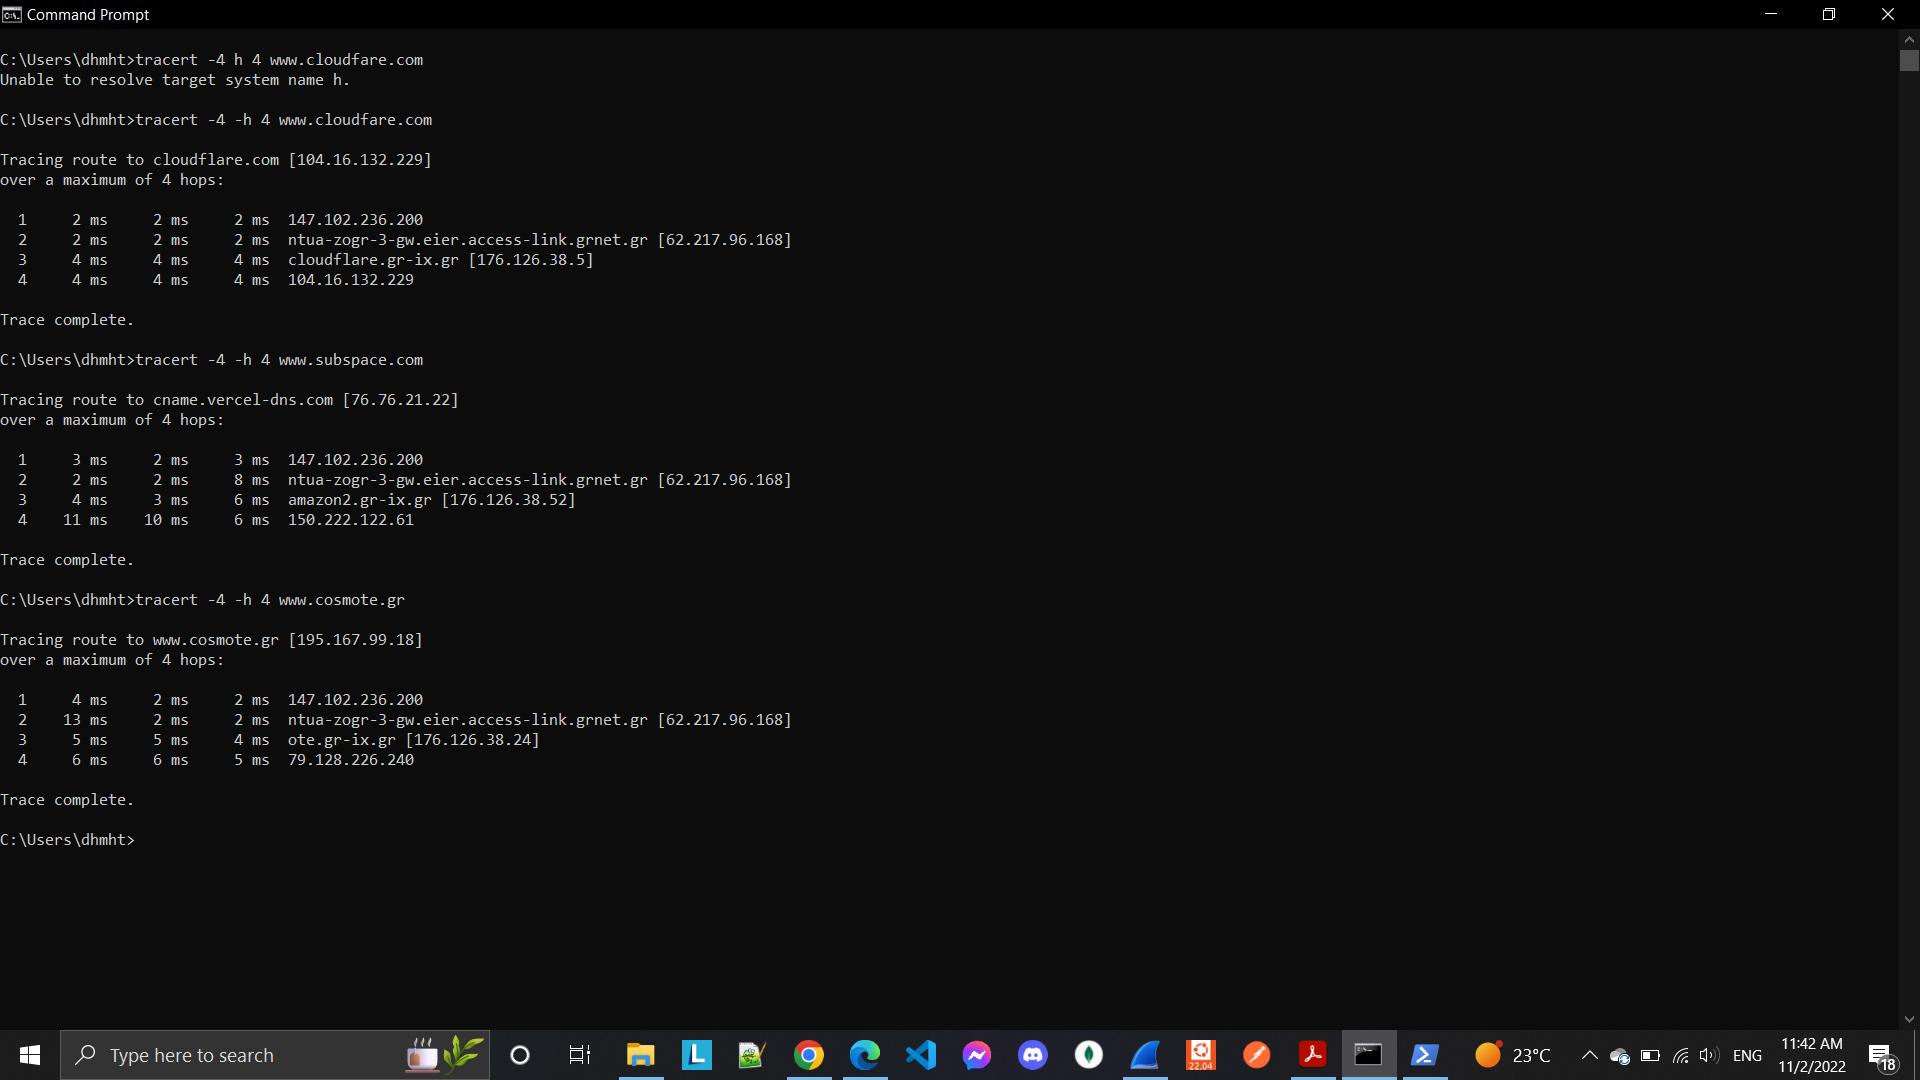 Command Prompt
C:\Users\dhmht>tracert -4 h 4 www.cloudfare.com
Unable to resolve target system name h.
C:\Users\dhmht>tracert -4 -h 4 www.cloudfare.com
Tracing route to cloudflare.com [104.16.132.229]
over a maximum of 4 hops:
1 2 ms 2 ms 2 ms 147.102.236.200
2 2 ms 2 ms 2 ms ntua-zogr-3-gw.eier.access-link.grnet.gr [62.217.96.168]
3 4 ms 4 ms 4 ms cloudflare.gr-ix.gr [176.126.38.5]
4 4 ms 4 ms 4 ms 104.16.132.229
Trace complete.
C:\Users\dhmht>tracert -4 -h 4 www.subspace.com
Tracing route to cname.vercel-dns.com [76.76.21.22]
over a maximum of 4 hops:
1 3 ms 2 ms 3 ms 147.102.236.200
2 2 ms 2 ms 8 ms ntua-zogr-3-gw.eier.access-link.grnet.gr [62.217.96.168]
3 4 ms 3 ms 6 ms amazon2.gr-ix.gr [176.126.38.52]
4 11 ms 10 ms 6 ms 150.222.122.61
Trace complete.
C:\Users\dhmht>tracert -4 -h 4 www.cosmote.gr
Tracing route to www.cosmote.gr [195.167.99.18]
over a maximum of 4 hops:
1 4 ms 2 ms 2 ms 147.102.236.200
2 13 ms 2 ms 2 ms ntua-zogr-3-gw.eier.access-link.grnet.gr [62.217.96.168]
3 5 ms 5 ms 4 ms ote.gr-ix.gr [176.126.38.24]
4 6 ms 6 ms 5 ms 79.128.226.240
Trace complete.
C:\Users\dhmht>
Type here to search
L
22.04
23°C
ENG
11:42 AM
11/2/2022
18